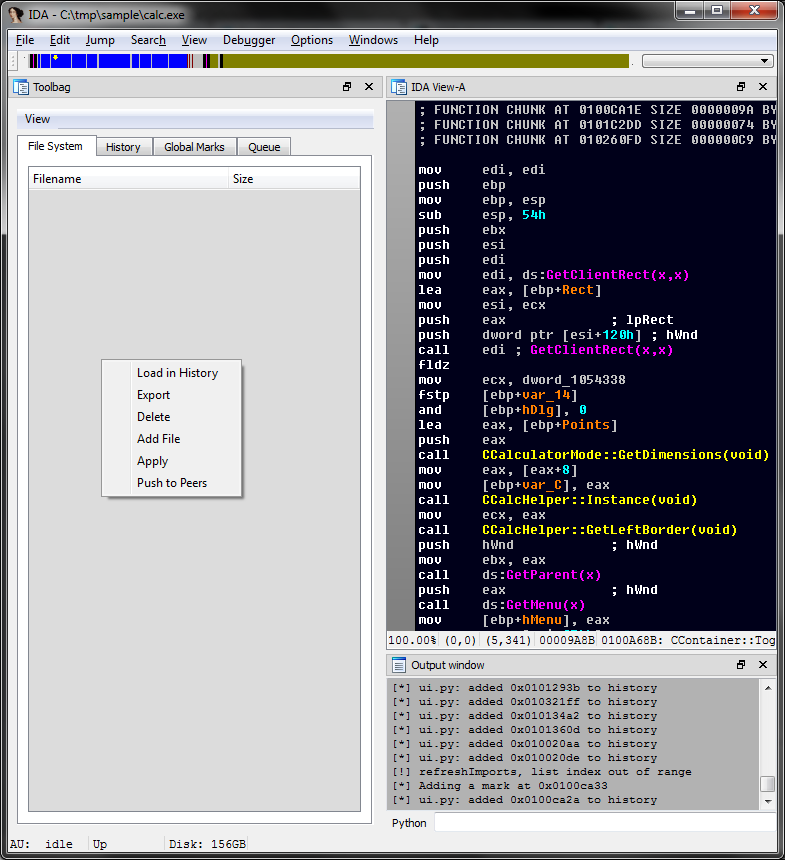 IDA - C:\tmp\sample\calc.exe
File Edit Jump Search View Debugger Options Windows Help
Toolbag
View
File System History Global Marks Queue
Filename Size
Load in History
Export
Delete
Add File
Apply
Push to Peers
IDA View-A
; FUNCTION CHUNK AT 0100CA1E SIZE 0000009A BY
; FUNCTION CHUNK AT 0101C2DD SIZE 00000074 BY
; FUNCTION CHUNK AT 010260FD SIZE 000000C9 BY
mov edi, edi
push ebp
mov ebp, esp
sub esp, 54h
push ebx
push esi
push edi
mov edi, ds:GetClientRect(x,x)
lea eax, [ebp+Rect]
mov esi, ecx
push eax ; lpRect
push dword ptr [esi+120h] ; hWnd
call edi ; GetClientRect(x,x)
fldz
mov ecx, dword_1054338
fstp [ebp+var_14]
and [ebp+hDlg], 0
lea eax, [ebp+Points]
push eax
call CCalculatorMode::GetDimensions(void)
mov eax, [eax+8]
mov [ebp+var_C], eax
call CCalcHelper::Instance(void)
mov ecx, eax
call CCalcHelper::GetLeftBorder(void)
push hWnd ; hWnd
mov ebx, eax
call ds:GetParent(x)
push eax ; hWnd
call ds:GetMenu(x)
mov [ebp+hMenu], eax
100.00% (0,0) (5,341) 00009A8B 0100A68B: CContainer::Tog
Output window
[*] ui.py: added 0x0101293b to history
[*] ui.py: added 0x010321ff to history
[*] ui.py: added 0x010134a2 to history
[*] ui.py: added 0x0101360d to history
[*] ui.py: added 0x010020aa to history
[*] ui.py: added 0x010020de to history
[!] refreshImports, list index out of range
[*] Adding a mark at 0x0100ca33
[*] ui.py: added 0x0100ca2a to history
Python
AU: idle Up Disk: 156GB